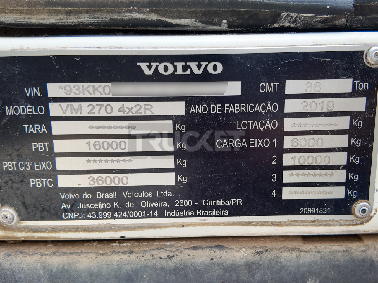 VOLVO
VIN. *93KK0 CMT 36 Ton
MODELO VM 270 4x2R ANO DE FABRICAÇÃO 2019
TARA ******* Kg LOTAÇÃO ******* Kg
PBT 16000 Kg CARGA EIXO 1 6000 Kg
PBT C/3º EIXO ******* Kg 2 10000 Kg
PBTC 36000 Kg 3 ******* Kg
4 ******* Kg
Volvo do Brasil Veículos Ltda.
Av. Juscelino K. de Oliveira, 2600 - Curitiba/PR
CNPJ: 43.999.424/0001-14 Indústria Brasileira
TRUCKET